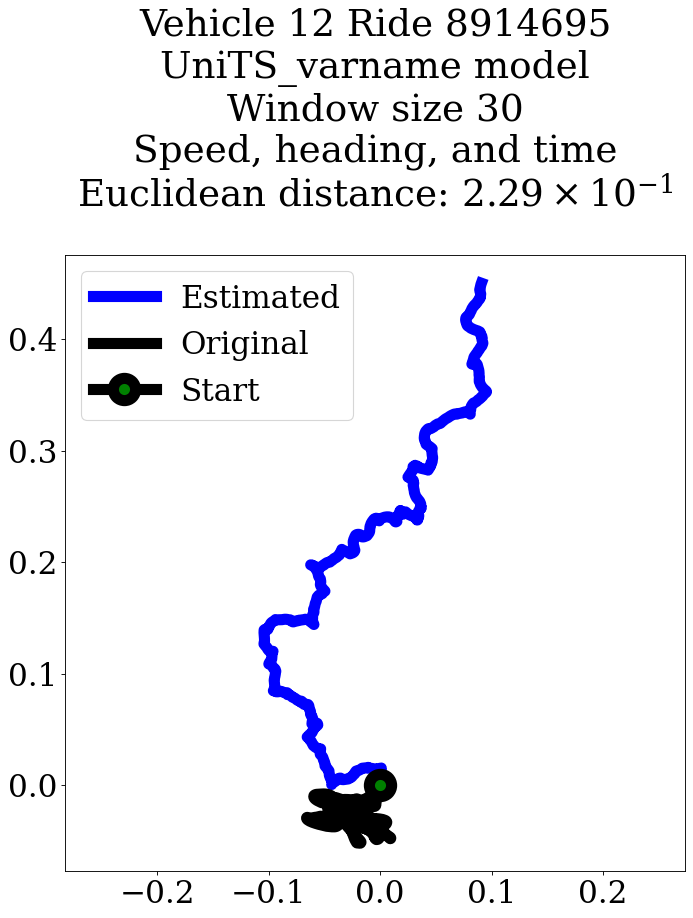 Vehicle 12 Ride 8914695
UniTS_varname model
Window size 30
Speed, heading, and time
Euclidean distance: 2.29 × 10⁻¹
Estimated
Original
Start
0.4
0.3
0.2
0.1
0.0
−0.2 −0.1 0.0 0.1 0.2